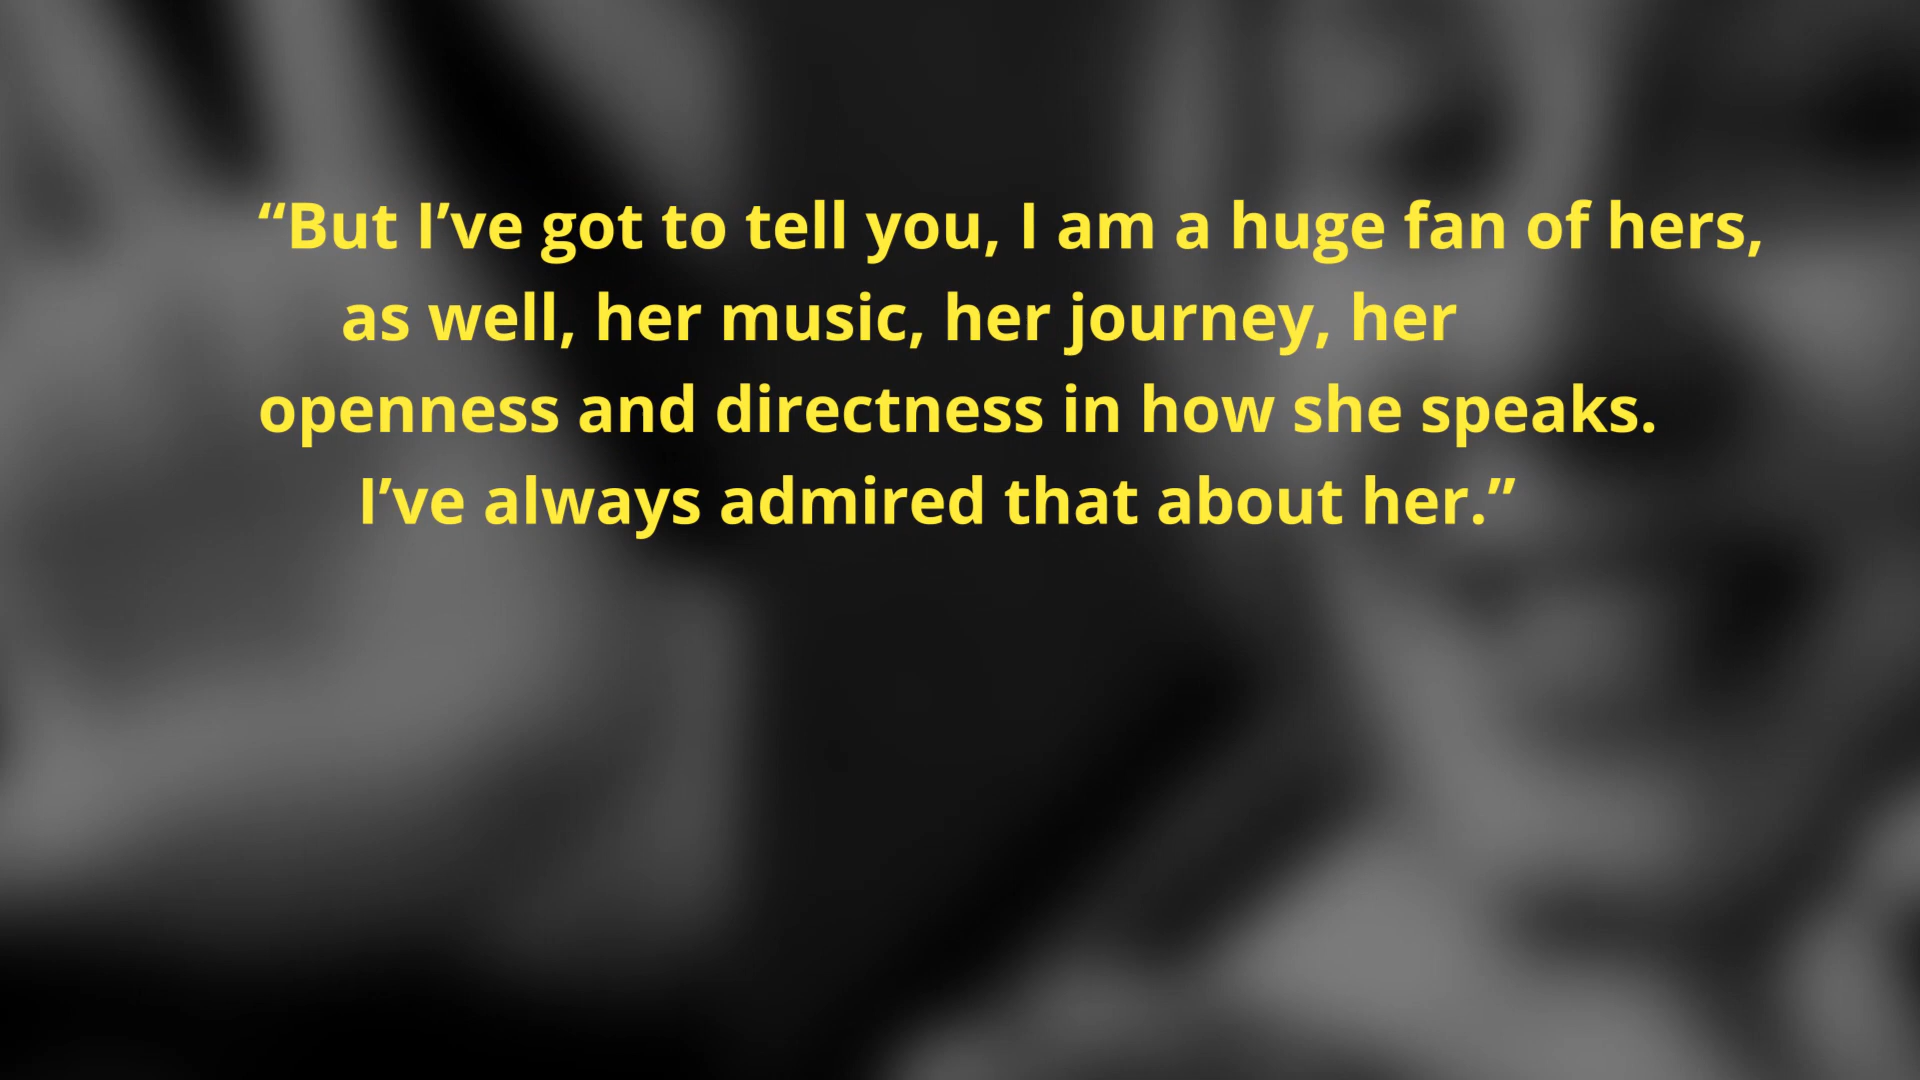 “But I’ve got to tell you, I am a huge fan of hers,
as well, her music, her journey, her
openness and directness in how she speaks.
I’ve always admired that about her.”